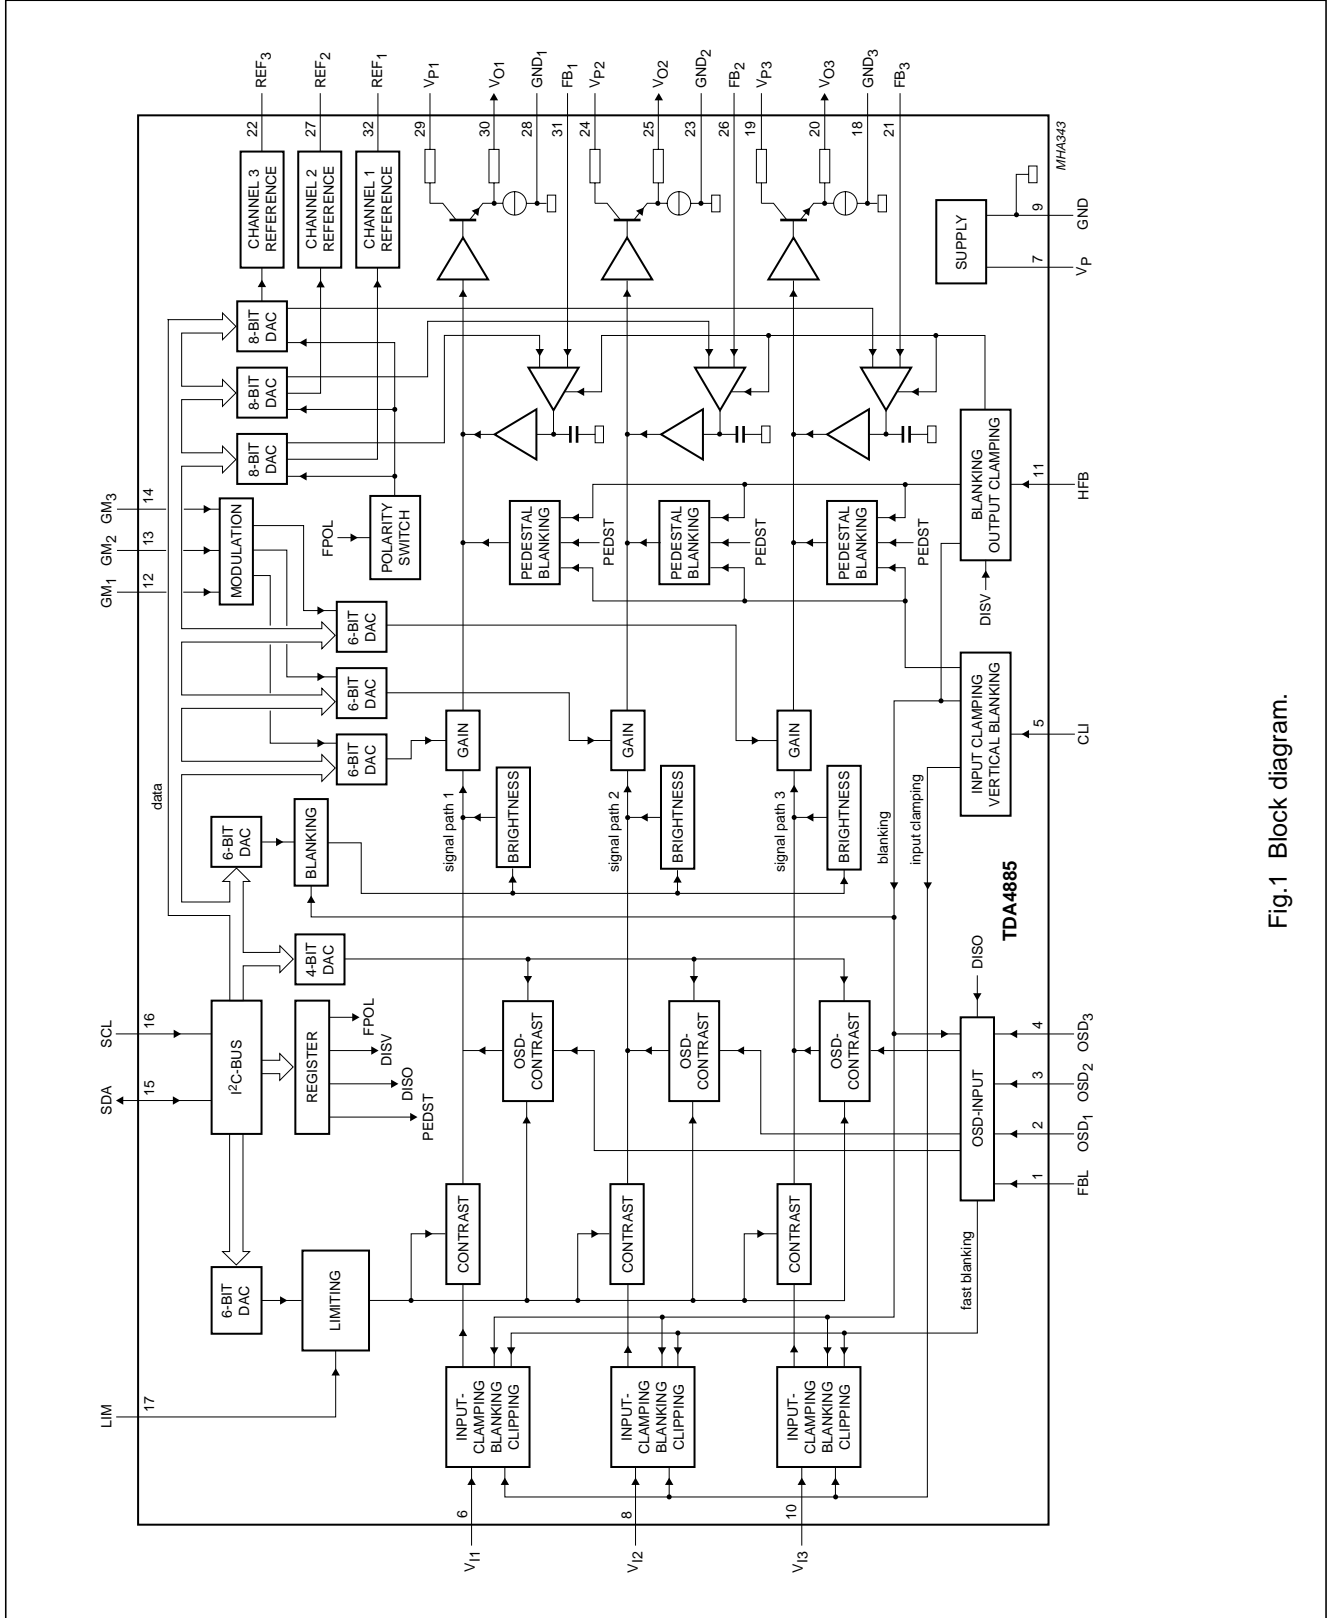 LIM
17
SDA
15
SCL
16
GM1
12
GM2
13
GM3
14
REF3
22
REF2
27
REF1
32
VP1
29
VO1
30
GND1
28
FB1
31
VP2
24
VO2
25
GND2
23
FB2
26
VP3
19
VO3
20
GND3
18
FB3
21
6-BIT
DAC
LIMITING
I²C-BUS
REGISTER
FPOL
DISV
DISO
PEDST
4-BIT
DAC
6-BIT
DAC
BLANKING
data
6-BIT
DAC
6-BIT
DAC
6-BIT
DAC
MODULATION
FPOL
POLARITY
SWITCH
8-BIT
DAC
8-BIT
DAC
8-BIT
DAC
CHANNEL 3
REFERENCE
CHANNEL 2
REFERENCE
CHANNEL 1
REFERENCE
VI1
6
INPUT-
CLAMPING
BLANKING
CLIPPING
CONTRAST
OSD-
CONTRAST
signal path 1
BRIGHTNESS
GAIN
PEDESTAL
BLANKING
PEDST
VI2
8
INPUT-
CLAMPING
BLANKING
CLIPPING
CONTRAST
OSD-
CONTRAST
signal path 2
BRIGHTNESS
GAIN
PEDESTAL
BLANKING
PEDST
VI3
10
INPUT-
CLAMPING
BLANKING
CLIPPING
CONTRAST
OSD-
CONTRAST
signal path 3
BRIGHTNESS
GAIN
PEDESTAL
BLANKING
PEDST
blanking
input clamping
fast blanking
OSD-INPUT
DISO
TDA4885
INPUT CLAMPING
VERTICAL BLANKING
DISV
BLANKING
OUTPUT CLAMPING
SUPPLY
1
FBL
2
OSD1
3
OSD2
4
OSD3
5
CLI
11
HFB
7
VP
9
GND
MHA343
Fig.1 Block diagram.